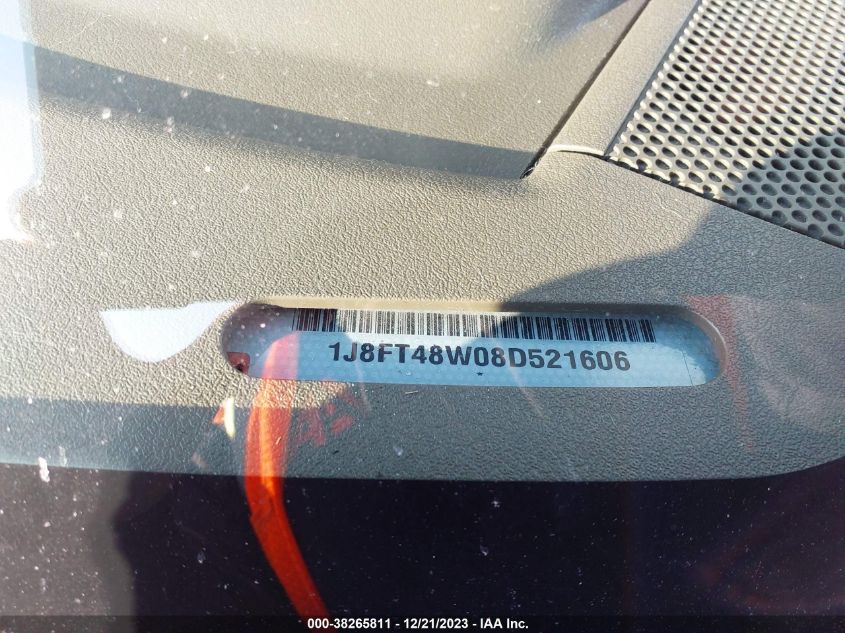 1J8FT48W08D521606
000-38265811 - 12/21/2023 - IAA Inc.